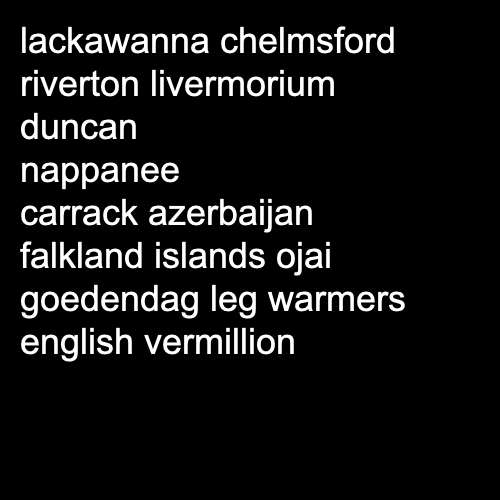 lackawanna chelmsford
riverton livermorium
duncan
nappanee
carrack azerbaijan
falkland islands ojai
goedendag leg warmers
english vermillion